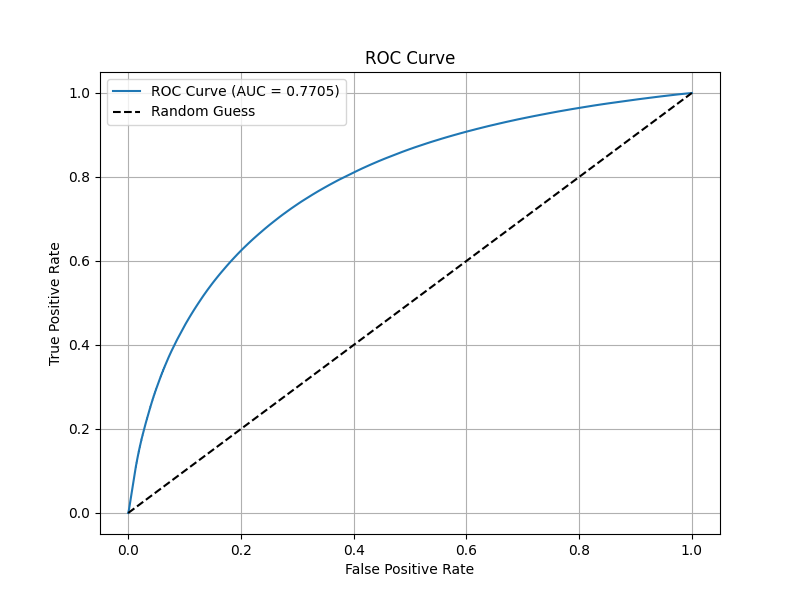 ROC Curve
ROC Curve (AUC = 0.7705)
Random Guess
True Positive Rate
1.0
0.8
0.6
0.4
0.2
0.0
0.0 0.2 0.4 0.6 0.8 1.0
False Positive Rate